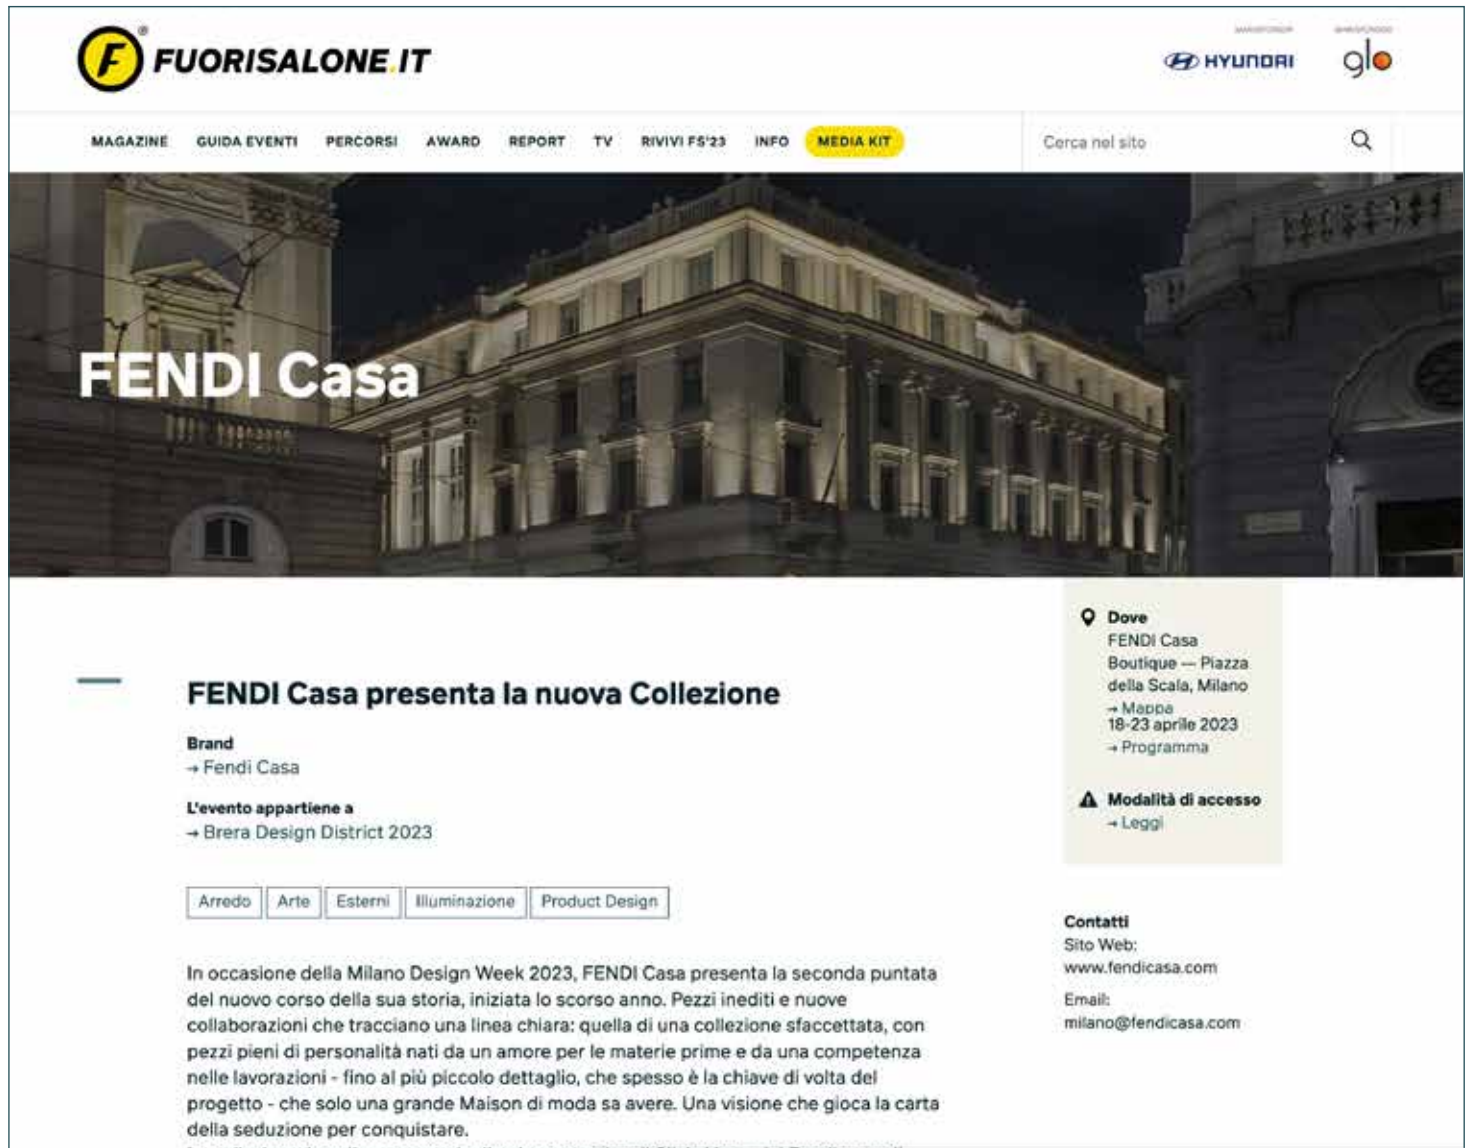 FUORISALONE.IT
HYUNDAI
glo
MAGAZINE GUIDA EVENTI PERCORSI AWARD REPORT TV RIVIVI FS'23 INFO MEDIA KIT
Cerca nel sito
FENDI Casa
Dove
FENDI Casa
Boutique — Piazza
della Scala, Milano
→ Mappa
18-23 aprile 2023
→ Programma
Modalità di accesso
→ Leggi
FENDI Casa presenta la nuova Collezione
Brand
→ Fendi Casa
L'evento appartiene a
→ Brera Design District 2023
Arredo Arte Esterni Illuminazione Product Design
In occasione della Milano Design Week 2023, FENDI Casa presenta la seconda puntata
del nuovo corso della sua storia, iniziata lo scorso anno. Pezzi inediti e nuove
collaborazioni che tracciano una linea chiara: quella di una collezione sfaccettata, con
pezzi pieni di personalità nati da un amore per le materie prime e da una competenza
nelle lavorazioni - fino al più piccolo dettaglio, che spesso è la chiave di volta del
progetto - che solo una grande Maison di moda sa avere. Una visione che gioca la carta
della seduzione per conquistare.
Contatti
Sito Web:
www.fendicasa.com
Email:
milano@fendicasa.com